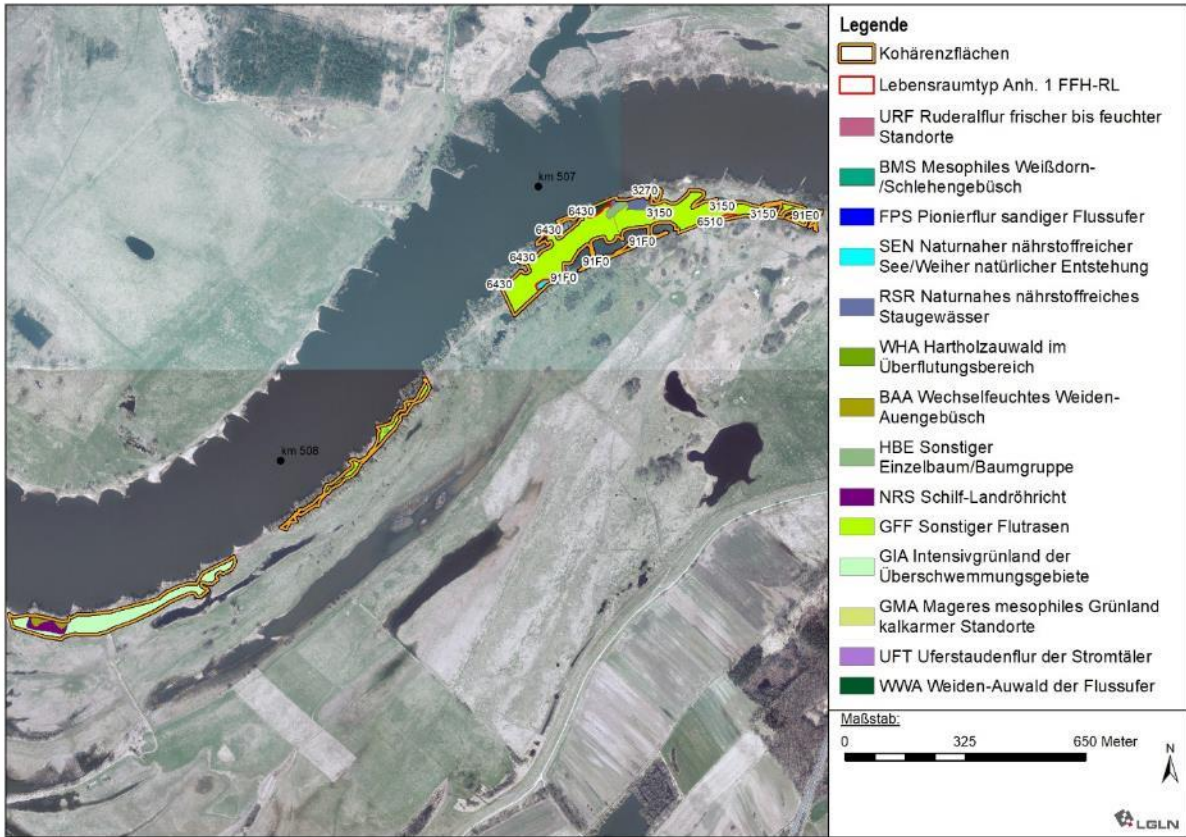 km 507
3270
6430
3150
3150
6430
3150
6510
91E0
91F0
6430
91F0
91F0
6430
km 508
Legende
Kohärenzflächen
Lebensraumtyp Anh. 1 FFH-RL
URF Ruderalflur frischer bis feuchter
Standorte
BMS Mesophiles Weißdorn-
/Schlehengebüsch
FPS Pionierflur sandiger Flussufer
SEN Naturnaher nährstoffreicher
See/Weiher natürlicher Entstehung
RSR Naturnahes nährstoffreiches
Staugewässer
WHA Hartholzauwald im
Überflutungsbereich
BAA Wechselfeuchtes Weiden-
Auengebüsch
HBE Sonstiger
Einzelbaum/Baumgruppe
NRS Schilf-Landröhricht
GFF Sonstiger Flutrasen
GIA Intensivgrünland der
Überschwemmungsgebiete
GMA Mageres mesophiles Grünland
kalkarmer Standorte
UFT Uferstaudenflur der Stromtäler
WWA Weiden-Auwald der Flussufer
Maßstab:
0 325 650 Meter
N
LGLN